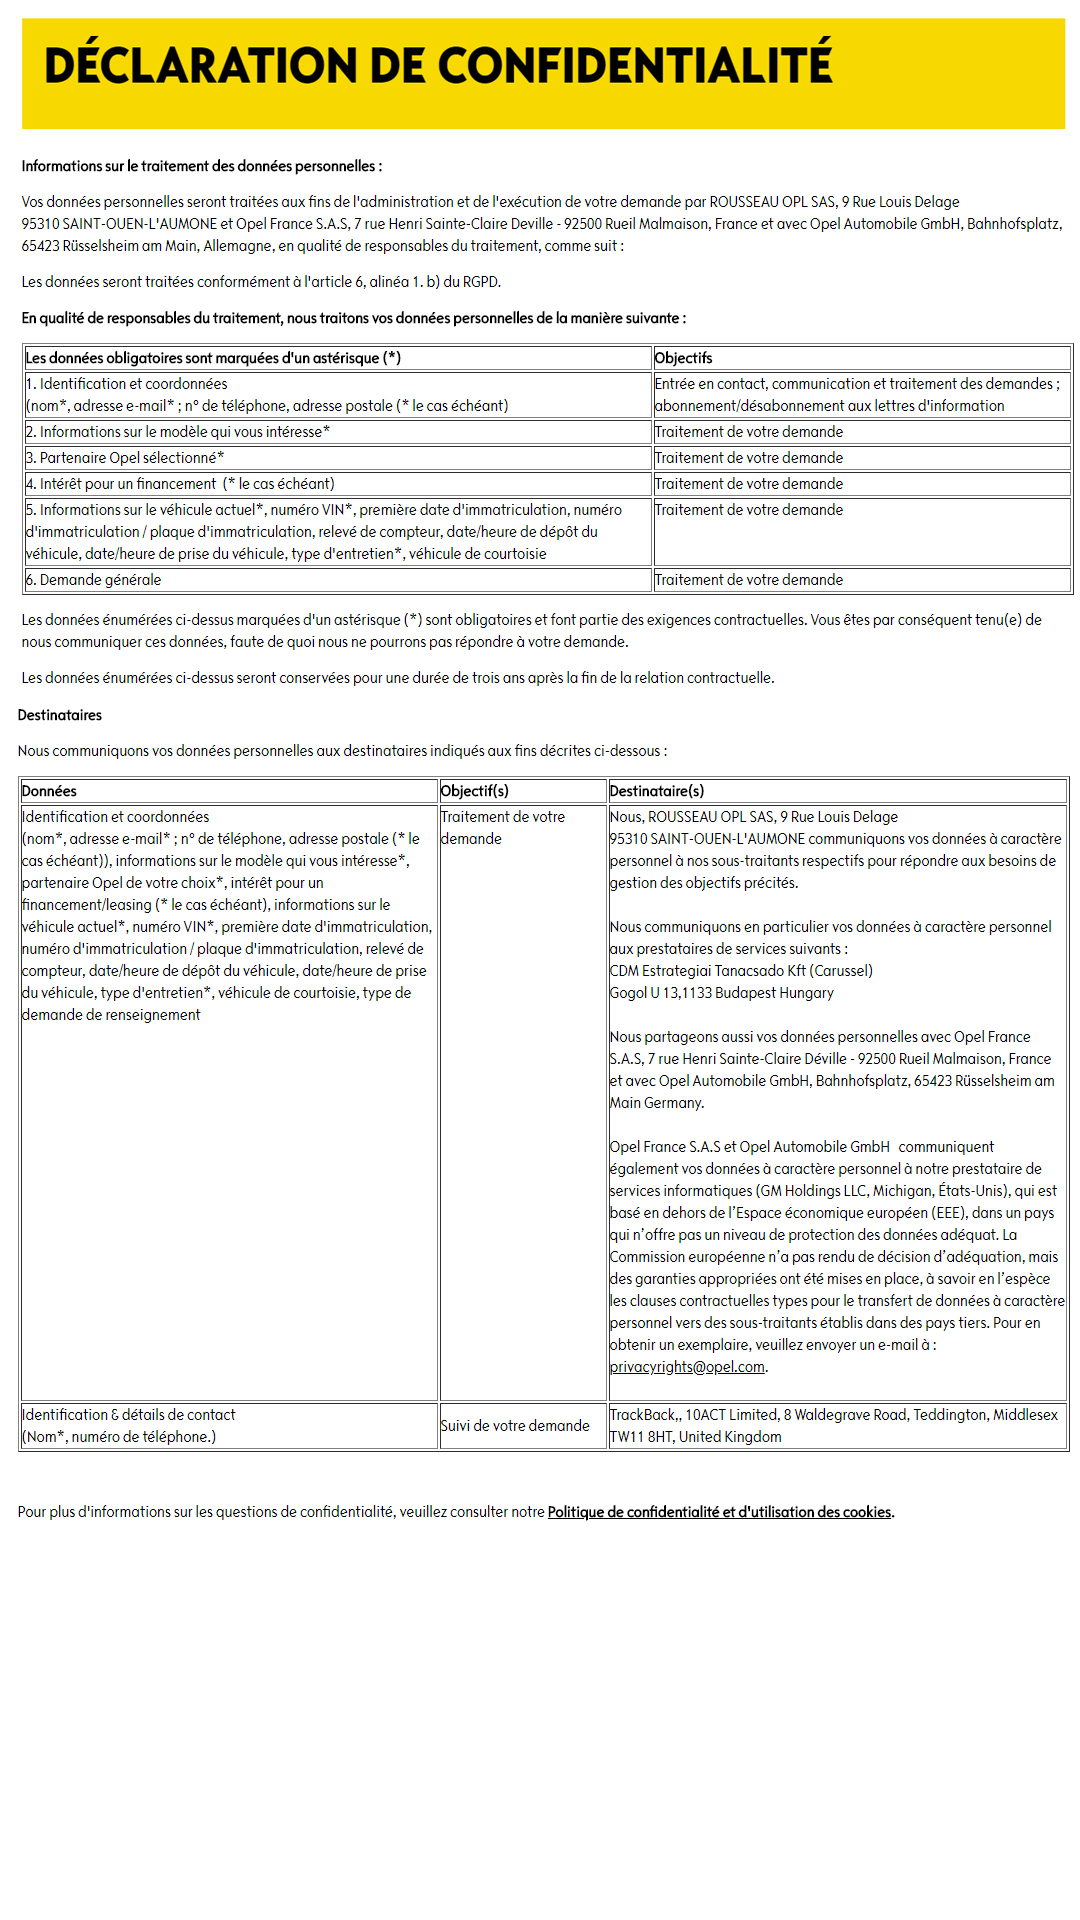 DÉCLARATION DE CONFIDENTIALITÉ
Informations sur le traitement des données personnelles :
Vos données personnelles seront traitées aux fins de l'administration et de l'exécution de votre demande par ROUSSEAU OPL SAS, 9 Rue Louis Delage
95310 SAINT-OUEN-L'AUMONE et Opel France S.A.S, 7 rue Henri Sainte-Claire Deville - 92500 Rueil Malmaison, France et avec Opel Automobile GmbH, Bahnhofsplatz,
65423 Rüsselsheim am Main, Allemagne, en qualité de responsables du traitement, comme suit :
Les données seront traitées conformément à l'article 6, alinéa 1. b) du RGPD.
En qualité de responsables du traitement, nous traitons vos données personnelles de la manière suivante :
Les données obligatoires sont marquées d'un astérisque (*)
Objectifs
1. Identification et coordonnées
(nom*, adresse e-mail* ; n° de téléphone, adresse postale (* le cas échéant)
Entrée en contact, communication et traitement des demandes ;
abonnement/désabonnement aux lettres d'information
2. Informations sur le modèle qui vous intéresse*
Traitement de votre demande
3. Partenaire Opel sélectionné*
Traitement de votre demande
4. Intérêt pour un financement (* le cas échéant)
Traitement de votre demande
5. Informations sur le véhicule actuel*, numéro VIN*, première date d'immatriculation, numéro
d'immatriculation / plaque d'immatriculation, relevé de compteur, date/heure de dépôt du
véhicule, date/heure de prise du véhicule, type d'entretien*, véhicule de courtoisie
Traitement de votre demande
6. Demande générale
Traitement de votre demande
Les données énumérées ci-dessus marquées d'un astérisque (*) sont obligatoires et font partie des exigences contractuelles. Vous êtes par conséquent tenu(e) de
nous communiquer ces données, faute de quoi nous ne pourrons pas répondre à votre demande.
Les données énumérées ci-dessus seront conservées pour une durée de trois ans après la fin de la relation contractuelle.
Destinataires
Nous communiquons vos données personnelles aux destinataires indiqués aux fins décrites ci-dessous :
Données
Objectif(s)
Destinataire(s)
Identification et coordonnées
(nom*, adresse e-mail* ; n° de téléphone, adresse postale (* le
cas échéant)), informations sur le modèle qui vous intéresse*,
partenaire Opel de votre choix*, intérêt pour un
financement/leasing (* le cas échéant), informations sur le
véhicule actuel*, numéro VIN*, première date d'immatriculation,
numéro d'immatriculation / plaque d'immatriculation, relevé de
compteur, date/heure de dépôt du véhicule, date/heure de prise
du véhicule, type d'entretien*, véhicule de courtoisie, type de
demande de renseignement
Traitement de votre
demande
Nous, ROUSSEAU OPL SAS, 9 Rue Louis Delage
95310 SAINT-OUEN-L'AUMONE communiquons vos données à caractère
personnel à nos sous-traitants respectifs pour répondre aux besoins de
gestion des objectifs précités.
Nous communiquons en particulier vos données à caractère personnel
aux prestataires de services suivants :
CDM Estrategiai Tanacsado Kft (Carussel)
Gogol U 13,1133 Budapest Hungary
Nous partageons aussi vos données personnelles avec Opel France
S.A.S, 7 rue Henri Sainte-Claire Déville - 92500 Rueil Malmaison, France
et avec Opel Automobile GmbH, Bahnhofsplatz, 65423 Rüsselsheim am
Main Germany.
Opel France S.A.S et Opel Automobile GmbH communiquent
également vos données à caractère personnel à notre prestataire de
services informatiques (GM Holdings LLC, Michigan, États-Unis), qui est
basé en dehors de l’Espace économique européen (EEE), dans un pays
qui n’offre pas un niveau de protection des données adéquat. La
Commission européenne n’a pas rendu de décision d’adéquation, mais
des garanties appropriées ont été mises en place, à savoir en l’espèce
les clauses contractuelles types pour le transfert de données à caractère
personnel vers des sous-traitants établis dans des pays tiers. Pour en
obtenir un exemplaire, veuillez envoyer un e-mail à :
privacyrights@opel.com.
Identification & détails de contact
(Nom*, numéro de téléphone.)
Suivi de votre demande
TrackBack,, 10ACT Limited, 8 Waldegrave Road, Teddington, Middlesex
TW11 8HT, United Kingdom
Pour plus d'informations sur les questions de confidentialité, veuillez consulter notre Politique de confidentialité et d'utilisation des cookies.